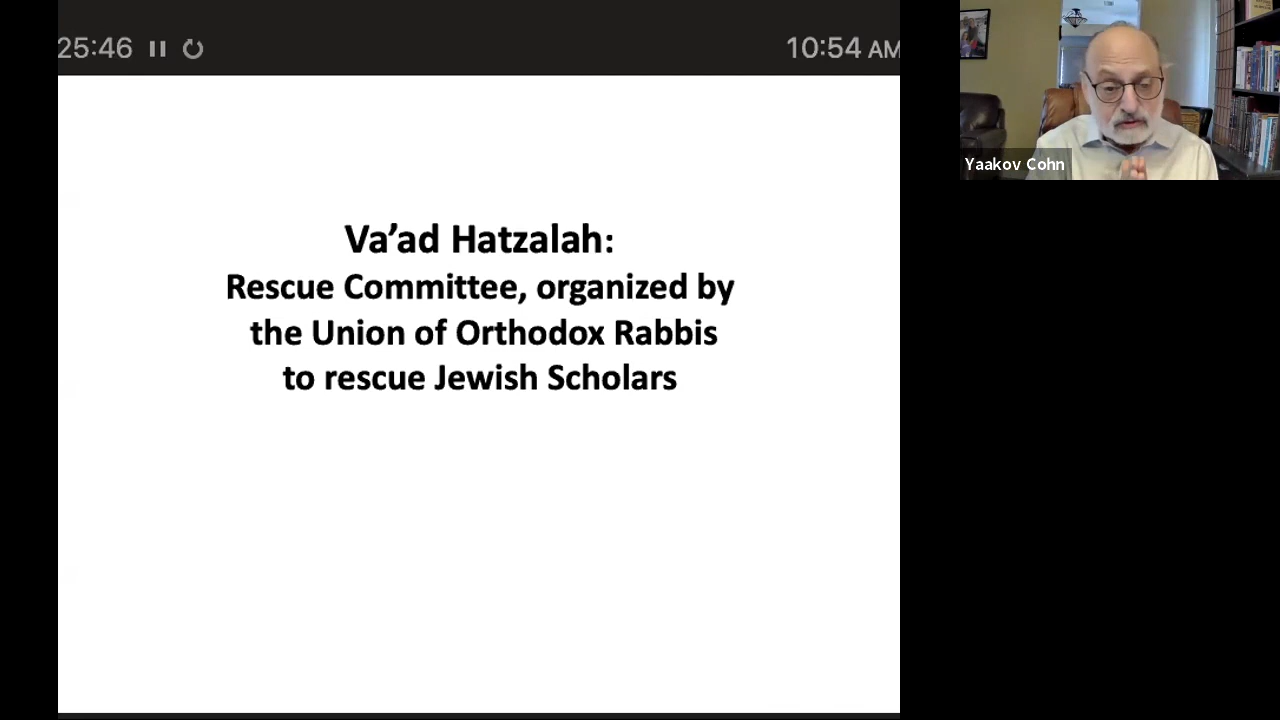 25:46
10:54 AM
Yaakov Cohn
Va’ad Hatzalah:
Rescue Committee, organized by
the Union of Orthodox Rabbis
to rescue Jewish Scholars